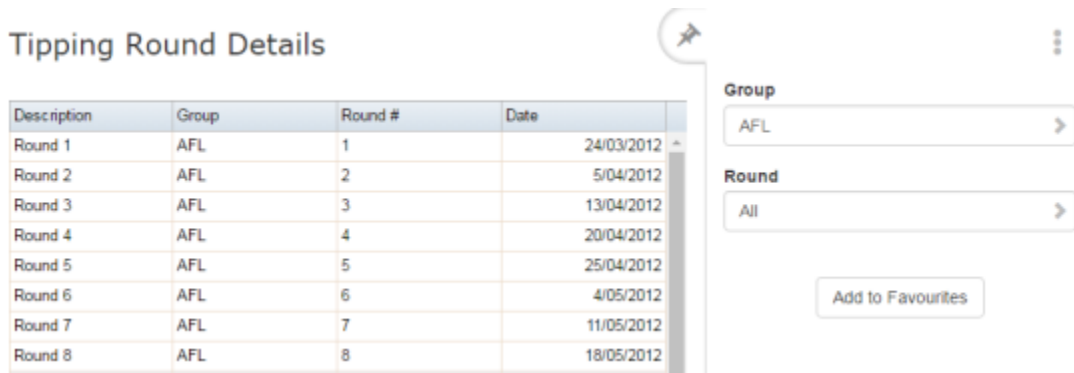 Tipping Round Details
Description Group Round # Date
Round 1 AFL 1 24/03/2012
Round 2 AFL 2 5/04/2012
Round 3 AFL 3 13/04/2012
Round 4 AFL 4 20/04/2012
Round 5 AFL 5 25/04/2012
Round 6 AFL 6 4/05/2012
Round 7 AFL 7 11/05/2012
Round 8 AFL 8 18/05/2012
Group
AFL
Round
All
Add to Favourites